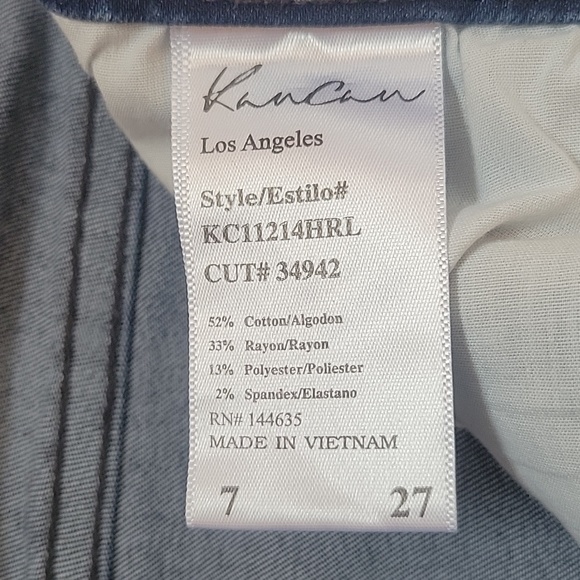 KanCan
Los Angeles
Style/Estilo#
KC11214HRL
CUT# 34942
52% Cotton/Algodon
33% Rayon/Rayon
13% Polyester/Poliester
2% Spandex/Elastano
RN# 144635
MADE IN VIETNAM
7 27